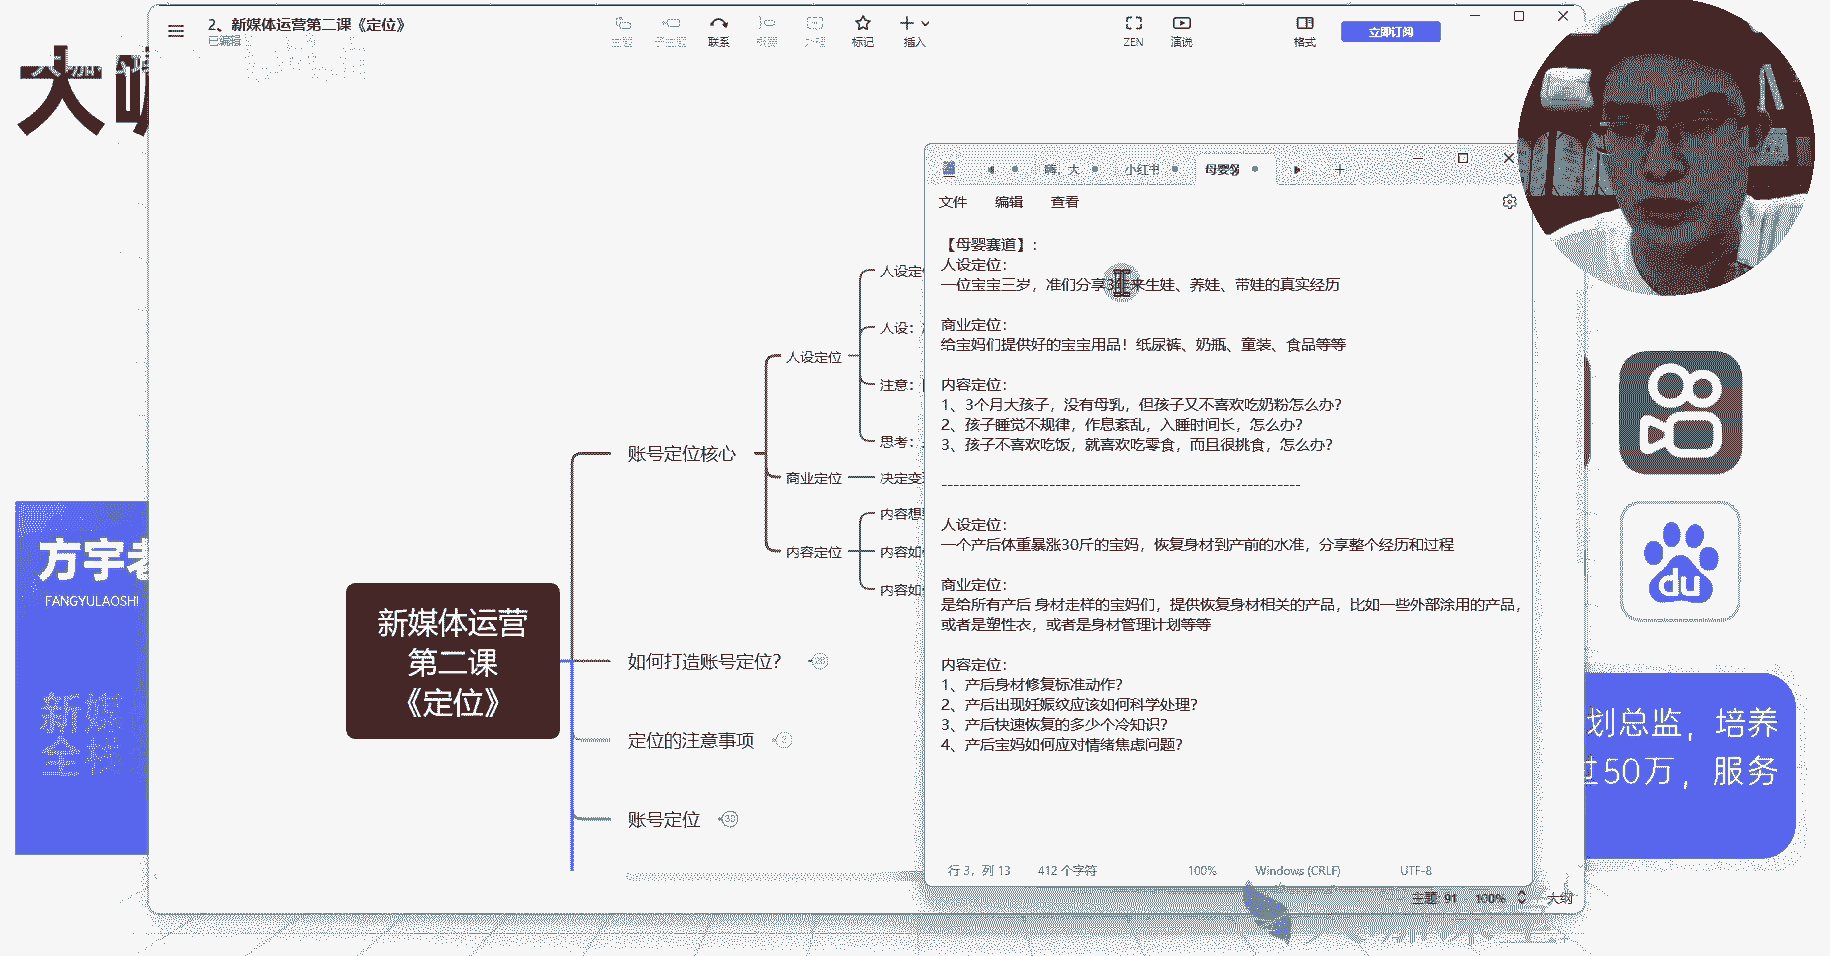 2、新媒体运营第二课《定位》
已编辑
主题
子主题
联系
概要
外框
标记
插入
ZEN
演说
格式
立即订阅
大
方宇老
FANGYULAOSHI
新媒
全栈
新媒体运营
第二课
《定位》
账号定位核心
人设定位
人设定
人设：
注意：
思考：
商业定位
决定变
内容定位
内容想
内容如
内容如
如何打造账号定位？
定位的注意事项
账号定位
30
嗨，大
小红书
母婴
文件
编辑
查看
【母婴赛道】：
人设定位：
一位宝宝三岁，准们分享3年来生娃、养娃、带娃的真实经历
商业定位：
给宝妈们提供好的宝宝用品！纸尿裤、奶瓶、童装、食品等等
内容定位：
1、3个月大孩子，没有母乳，但孩子又不喜欢吃奶粉怎么办？
2、孩子睡觉不规律，作息紊乱，入睡时间长，怎么办？
3、孩子不喜欢吃饭，就喜欢吃零食，而且很挑食，怎么办？
------------------------------------------------------------
人设定位：
一个产后体重暴涨30斤的宝妈，恢复身材到产前的水准，分享整个经历和过程
商业定位：
是给所有产后 身材走样的宝妈们，提供恢复身材相关的产品，比如一些外部涂用的产品，
或者是塑性衣，或者是身材管理计划等等
内容定位：
1、产后身材修复标准动作？
2、产后出现妊娠纹应该如何科学处理？
3、产后快速恢复的多少个冷知识？
4、产后宝妈如何应对情绪焦虑问题？
行 3，列 13
412 个字符
100%
Windows (CRLF)
UTF-8
主题: 91
100%
大纲
du
划总监，培养
过50万，服务